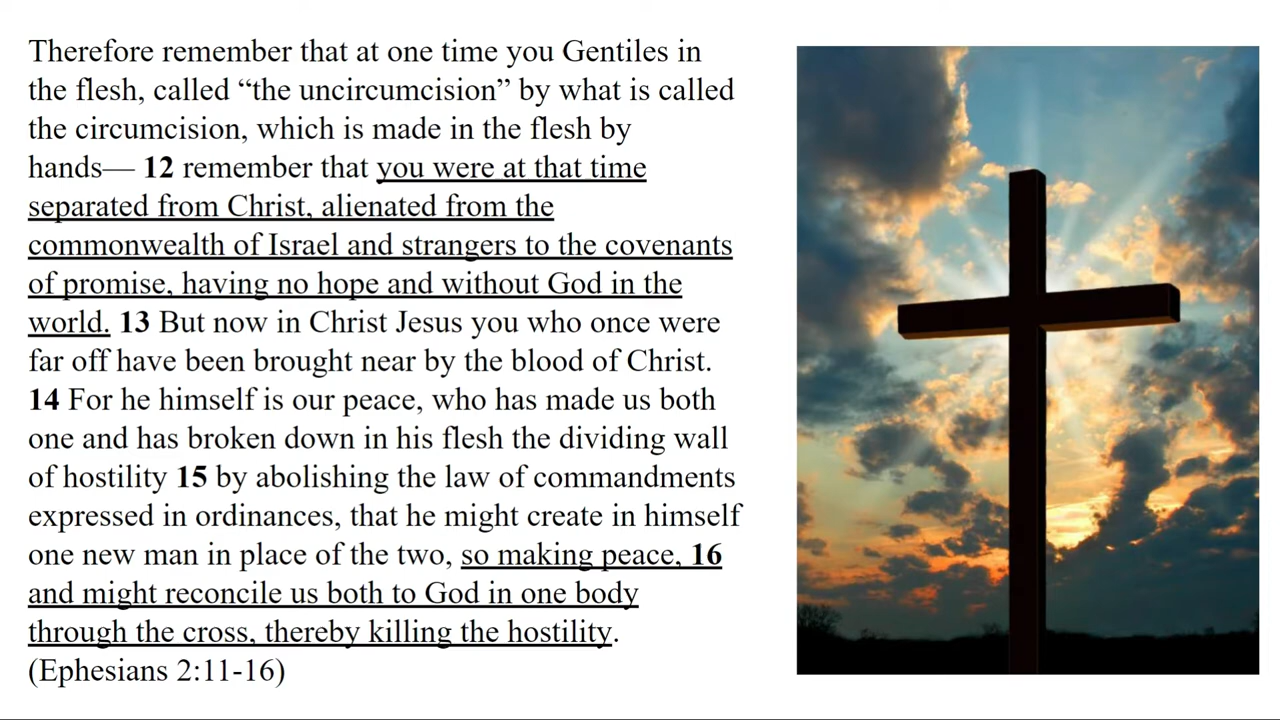 Therefore remember that at one time you Gentiles in
the flesh, called “the uncircumcision” by what is called
the circumcision, which is made in the flesh by
hands— 12 remember that you were at that time
separated from Christ, alienated from the
commonwealth of Israel and strangers to the covenants
of promise, having no hope and without God in the
world. 13 But now in Christ Jesus you who once were
far off have been brought near by the blood of Christ.
14 For he himself is our peace, who has made us both
one and has broken down in his flesh the dividing wall
of hostility 15 by abolishing the law of commandments
expressed in ordinances, that he might create in himself
one new man in place of the two, so making peace, 16
and might reconcile us both to God in one body
through the cross, thereby killing the hostility.
(Ephesians 2:11-16)